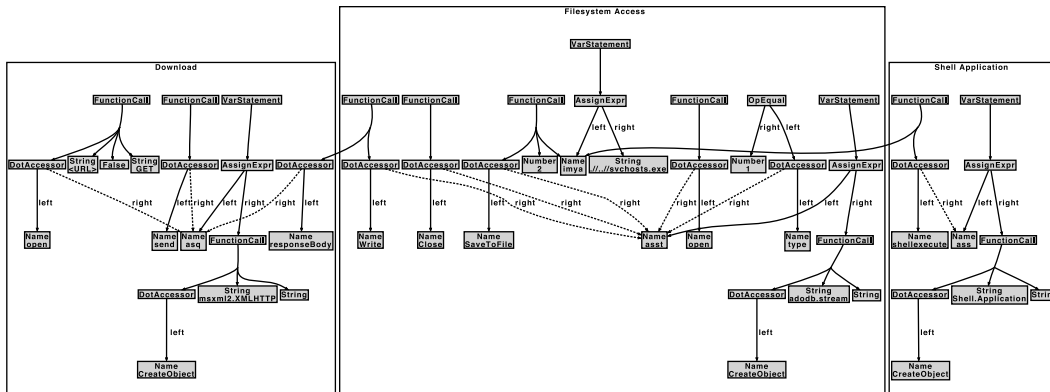 Filesystem Access
VarStatement
Download
Shell Application
FunctionCall FunctionCall VarStatement FunctionCall FunctionCall FunctionCall AssignExpr FunctionCall OpEqual VarStatement FunctionCall VarStatement
left right right left
DotAccessor String <URL> False String GET DotAccessor AssignExpr DotAccessor DotAccessor DotAccessor DotAccessor Number 2 Name imya String //..//svchosts.exe DotAccessor Number 1 DotAccessor AssignExpr DotAccessor AssignExpr
left right left right left right right left left right left right left right right left right left left right left right left right
Name open Name send Name asq FunctionCall Name responseBody Name Write Name Close Name SaveToFile Name asst Name open Name type FunctionCall Name shellexecute Name ass FunctionCall
DotAccessor String msxml2.XMLHTTP String DotAccessor String adodb.stream String DotAccessor String Shell.Application String
left left left
Name CreateObject Name CreateObject Name CreateObject